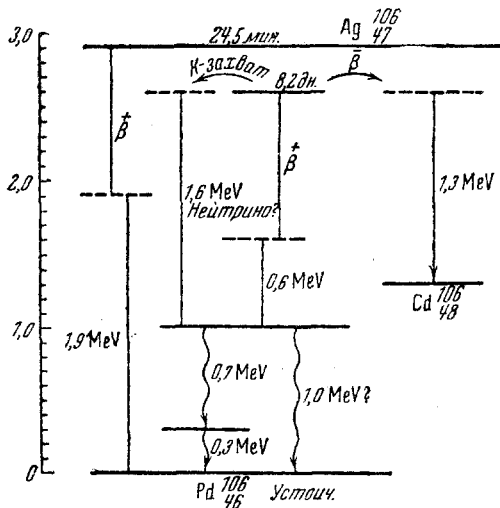 3,0
2,0
1,0
0
24,5 мин.
Ag 106 47
К-захват
8,2 дн.
β̄
β⁺
β⁺
1,6 MeV
Нейтрино?
1,3 MeV
0,6 MeV
Cd 106 48
1,9 MeV
0,7 MeV
1,0 MeV?
0,3 MeV
Pd 106 46
Устойч.